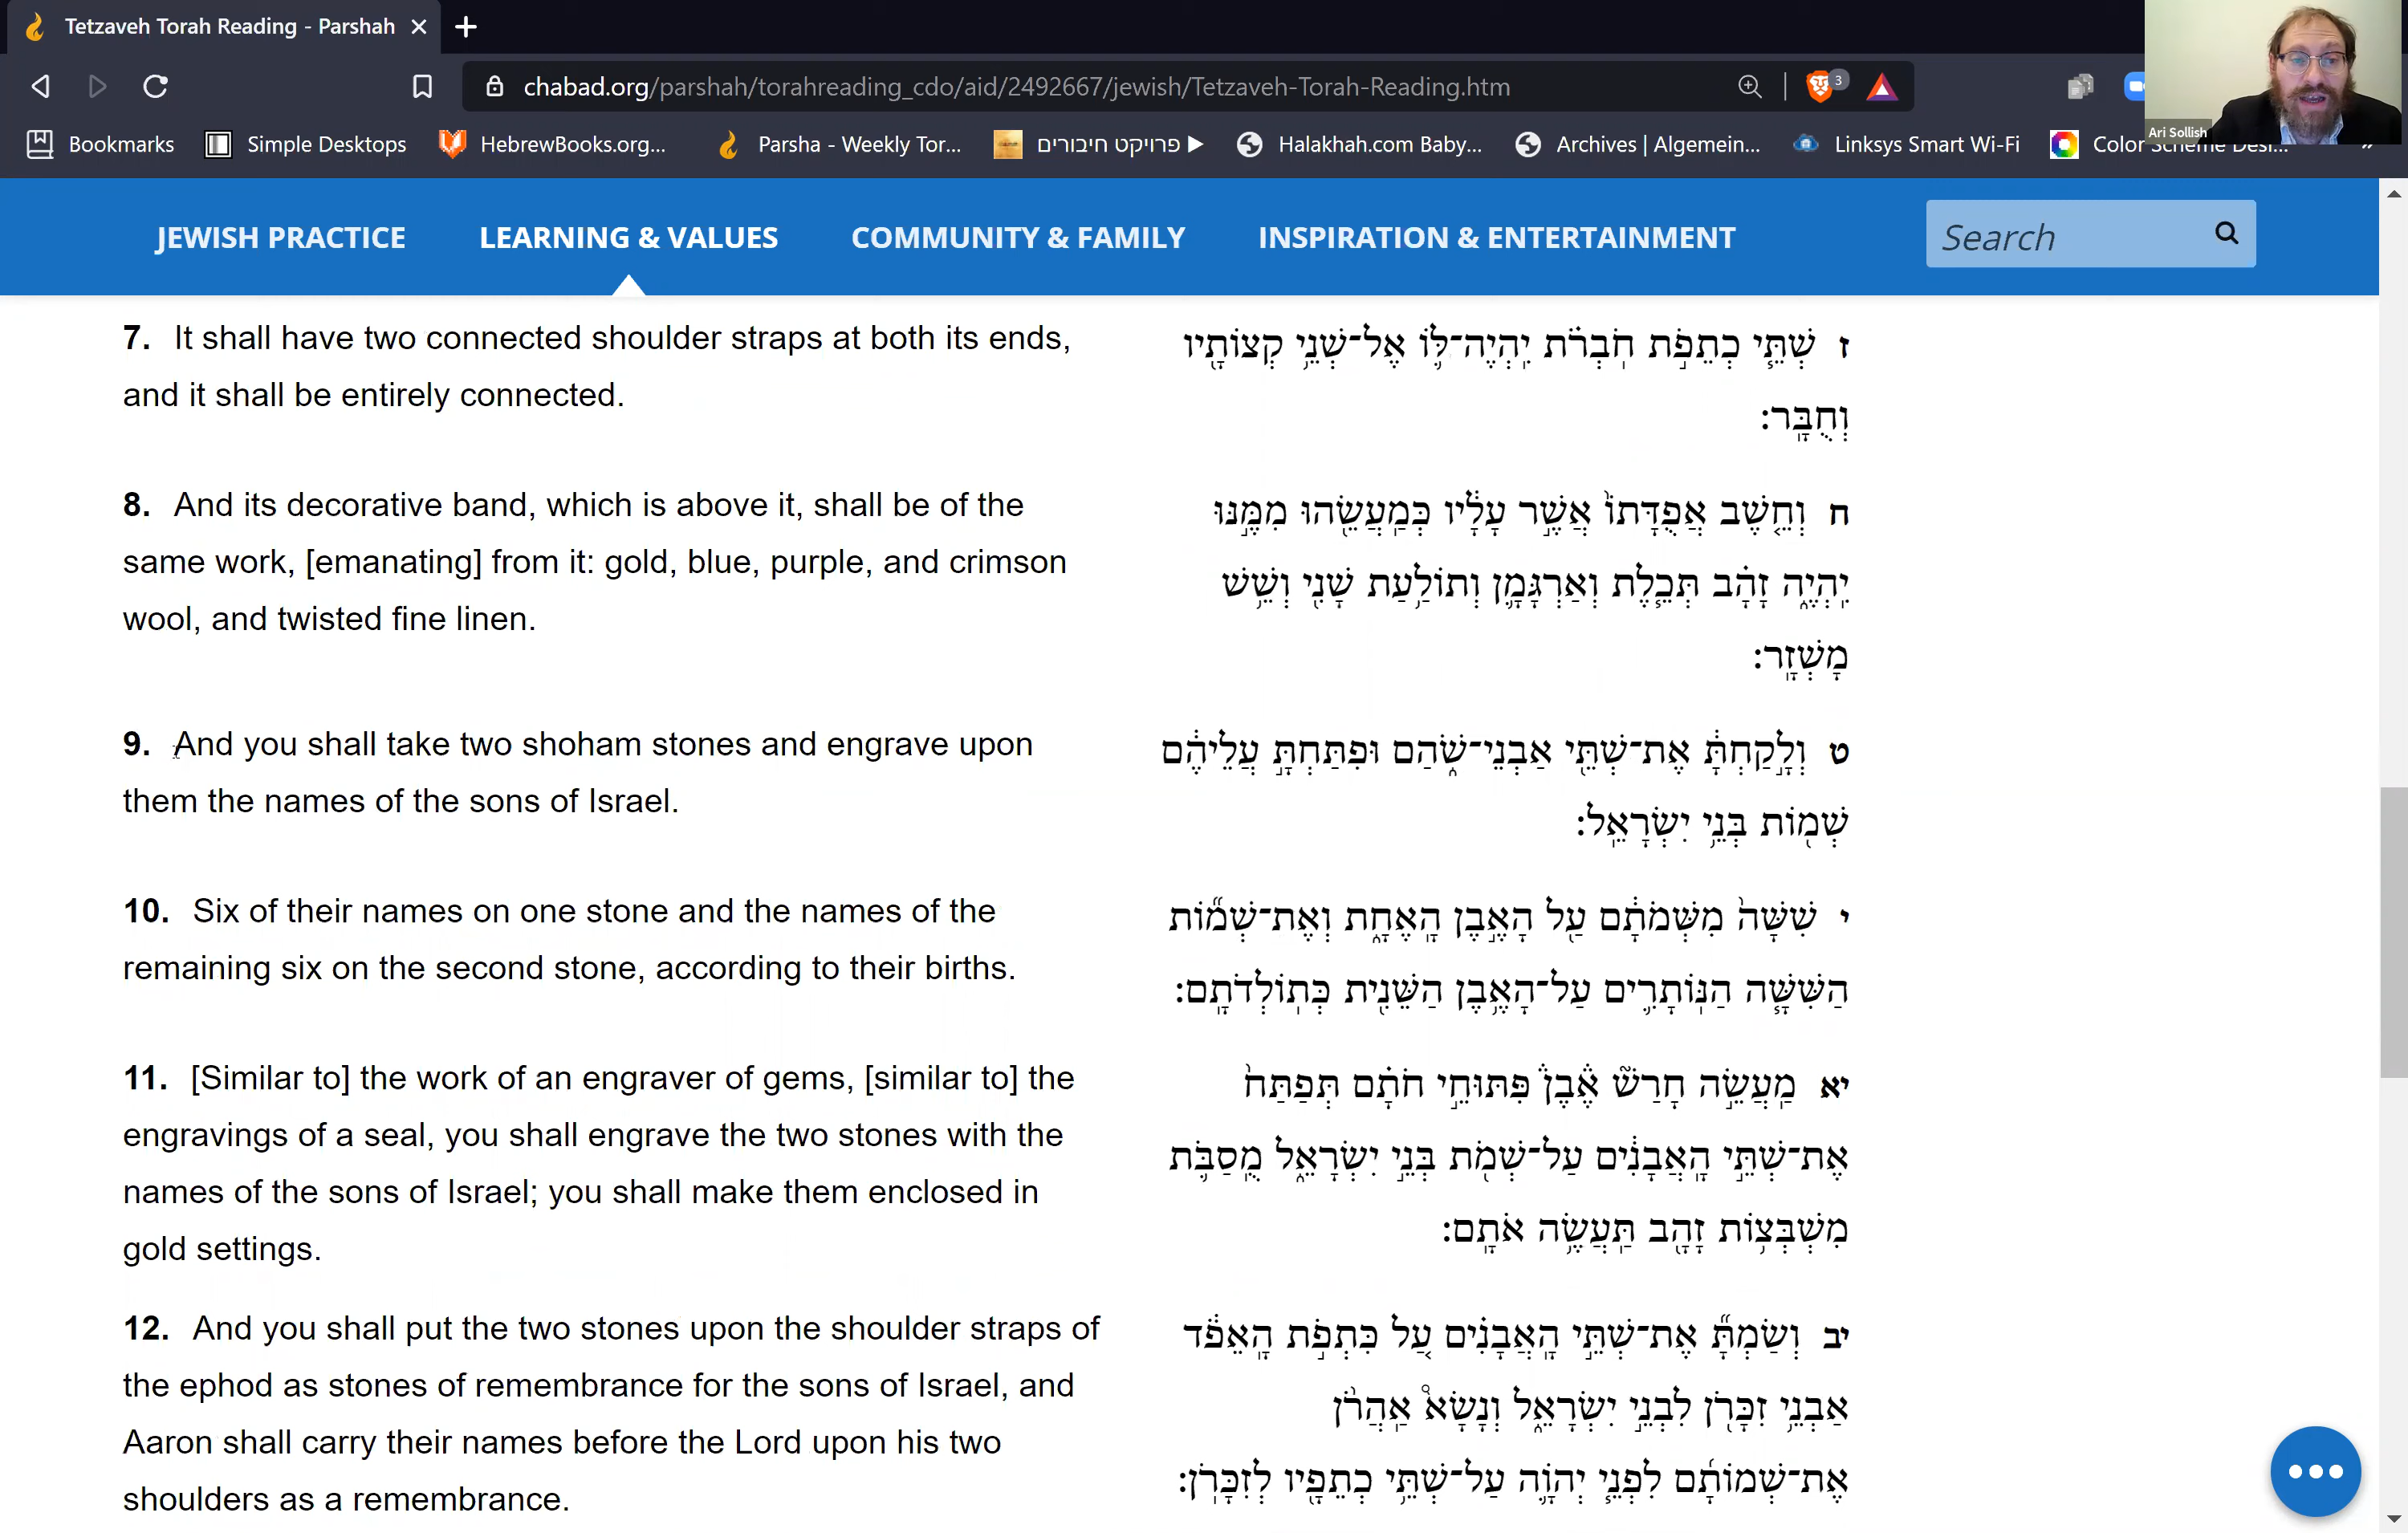 Tetzaveh Torah Reading - Parshah
chabad.org/parshah/torahreading_cdo/aid/2492667/jewish/Tetzaveh-Torah-Reading.htm
3
Ari Sollish
Bookmarks Simple Desktops HebrewBooks.org... Parsha - Weekly Tor... פרויקט חיבורים Halakhah.com Baby... Archives | Algemein... Linksys Smart Wi-Fi Color Scheme Desi... »
JEWISH PRACTICE LEARNING & VALUES COMMUNITY & FAMILY INSPIRATION & ENTERTAINMENT Search
7. It shall have two connected shoulder straps at both its ends,
and it shall be entirely connected.
ז שְׁתֵּ֧י כְתֵפֹ֣ת חֹֽבְרֹ֗ת יִֽהְיֶה־לּ֛וֹ אֶל־שְׁנֵ֥י קְצוֹתָ֖יו
וְחֻבָּֽר:
8. And its decorative band, which is above it, shall be of the
same work, [emanating] from it: gold, blue, purple, and crimson
wool, and twisted fine linen.
ח וְחֵ֤שֶׁב אֲפֻדָּתוֹ֙ אֲשֶׁ֣ר עָלָ֔יו כְּמַֽעֲשֵׂ֖הוּ מִמֶּ֣נּוּ
יִֽהְיֶ֑ה זָהָ֗ב תְּכֵ֧לֶת וְאַרְגָּמָ֛ן וְתוֹלַ֥עַת שָׁנִ֖י וְשֵׁ֥שׁ
מָשְׁזָֽר:
9. And you shall take two shoham stones and engrave upon
them the names of the sons of Israel.
ט וְלָ֣קַחְתָּ֔ אֶת־שְׁתֵּ֖י אַבְנֵי־שֹׁ֑הַם וּפִתַּחְתָּ֣ עֲלֵיהֶ֔ם
שְׁמ֖וֹת בְּנֵ֥י יִשְׂרָאֵֽל:
10. Six of their names on one stone and the names of the
remaining six on the second stone, according to their births.
י שִׁשָּׁה֙ מִשְּׁמֹתָ֔ם עַ֖ל הָאֶ֣בֶן הָֽאֶחָ֑ת וְאֶת־שְׁמ֞וֹת
הַשִּׁשָּׁ֧ה הַנּֽוֹתָרִ֛ים עַל־הָאֶ֥בֶן הַשֵּׁנִ֖ית כְּתֽוֹלְדֹתָֽם:
11. [Similar to] the work of an engraver of gems, [similar to] the
engravings of a seal, you shall engrave the two stones with the
names of the sons of Israel; you shall make them enclosed in
gold settings.
יא מַֽעֲשֵׂ֣ה חָרַשׁ֘ אֶ֒בֶן֒ פִּתּוּחֵ֣י חֹתָ֗ם תְּפַתַּח֙
אֶת־שְׁתֵּ֣י הָֽאֲבָנִ֔ים עַל־שְׁמֹ֖ת בְּנֵ֣י יִשְׂרָאֵ֑ל מֻֽסַבֹּ֛ת
מִשְׁבְּצ֥וֹת זָהָ֖ב תַּֽעֲשֶׂ֥ה אֹתָֽם:
12. And you shall put the two stones upon the shoulder straps of
the ephod as stones of remembrance for the sons of Israel, and
Aaron shall carry their names before the Lord upon his two
shoulders as a remembrance.
יב וְשַׂמְתָּ֞ אֶת־שְׁתֵּ֣י הָֽאֲבָנִ֗ים עַ֚ל כִּתְפֹ֣ת הָֽאֵפֹ֔ד
אַבְנֵ֥י זִכָּרֹ֖ן לִבְנֵ֣י יִשְׂרָאֵ֑ל וְנָשָׂא֩ אַֽהֲרֹ֨ן
אֶת־שְׁמוֹתָ֜ם לִפְנֵ֧י יְהוָֹ֛ה עַל־שְׁתֵּ֥י כְתֵפָ֖יו לְזִכָּרֹֽן: